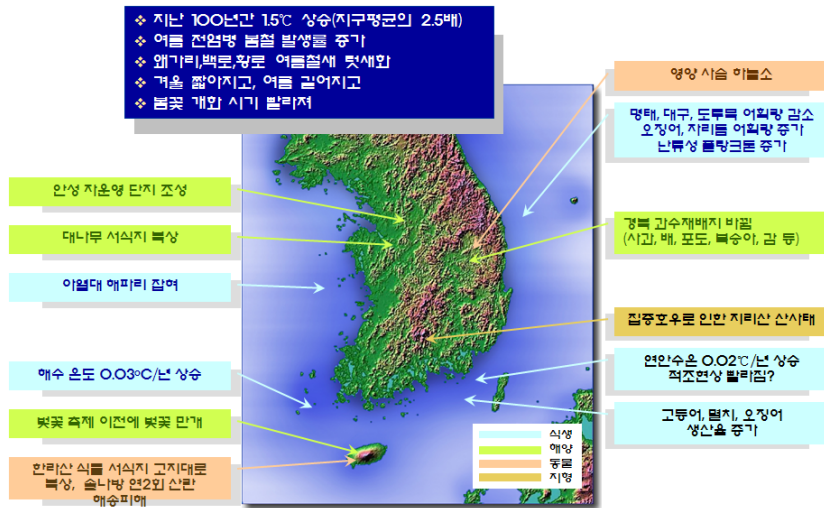 ❖ 지난 100년간 1.5℃ 상승(지구평균의 2.5배)
❖ 여름 전염병 봄철 발생률 증가
❖ 왜가리,백로,황로 여름철새 텃새화
❖ 겨울 짧아지고, 여름 길어지고
❖ 봄꽃 개화 시기 빨라져
영양 사슴 하늘소
명태, 대구, 도루묵 어획량 감소
오징어, 자리돔 어획량 증가
난류성 플랑크톤 증가
안성 자운영 단지 조성
대나무 서식지 북상
경북 과수재배지 바뀜
(사과, 배, 포도, 복숭아, 감 등)
아열대 해파리 잡혀
집중호우로 인한 지리산 산사태
해수 온도 0.03℃/년 상승
연안수온 0.02℃/년 상승
적조현상 빨라짐?
벚꽃 축제 이전에 벚꽃 만개
고등어, 멸치, 오징어
생산율 증가
한라산 식물 서식지 고지대로
북상, 솔나방 연2회 산란
해송피해
식생
해양
동물
지형